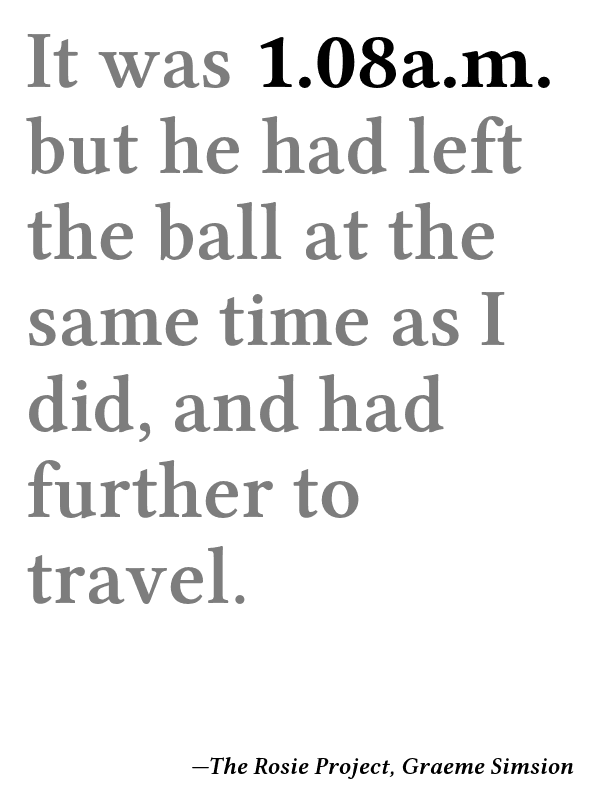 It was 1.08a.m.
but he had left
the ball at the
same time as I
did, and had
further to
travel.
—The Rosie Project, Graeme Simsion